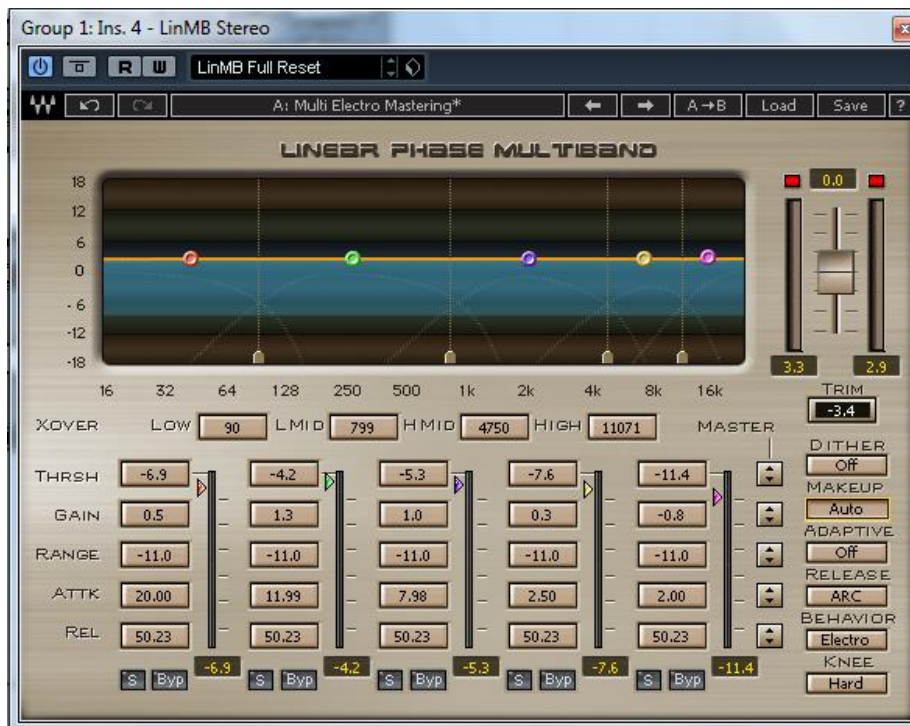 Group 1: Ins. 4 - LinMB Stereo
R W LinMB Full Reset
A: Multi Electro Mastering* A→B Load Save ?
LINEAR PHASE MULTIBAND
18
12
6
0
-6
-12
-18
16 32 64 128 250 500 1k 2k 4k 8k 16k
0.0
3.3 2.9
TRIM
-3.4
XOVER LOW 90 LMID 799 HMID 4750 HIGH 11071 MASTER
THRSH -6.9 -4.2 -5.3 -7.6 -11.4
GAIN 0.5 1.3 1.0 0.3 -0.8
RANGE -11.0 -11.0 -11.0 -11.0 -11.0
ATTK 20.00 11.99 7.98 2.50 2.00
REL 50.23 50.23 50.23 50.23 50.23
-6.9 -4.2 -5.3 -7.6 -11.4
S Byp S Byp S Byp S Byp S Byp
DITHER
Off
MAKEUP
Auto
ADAPTIVE
Off
RELEASE
ARC
BEHAVIOR
Electro
KNEE
Hard